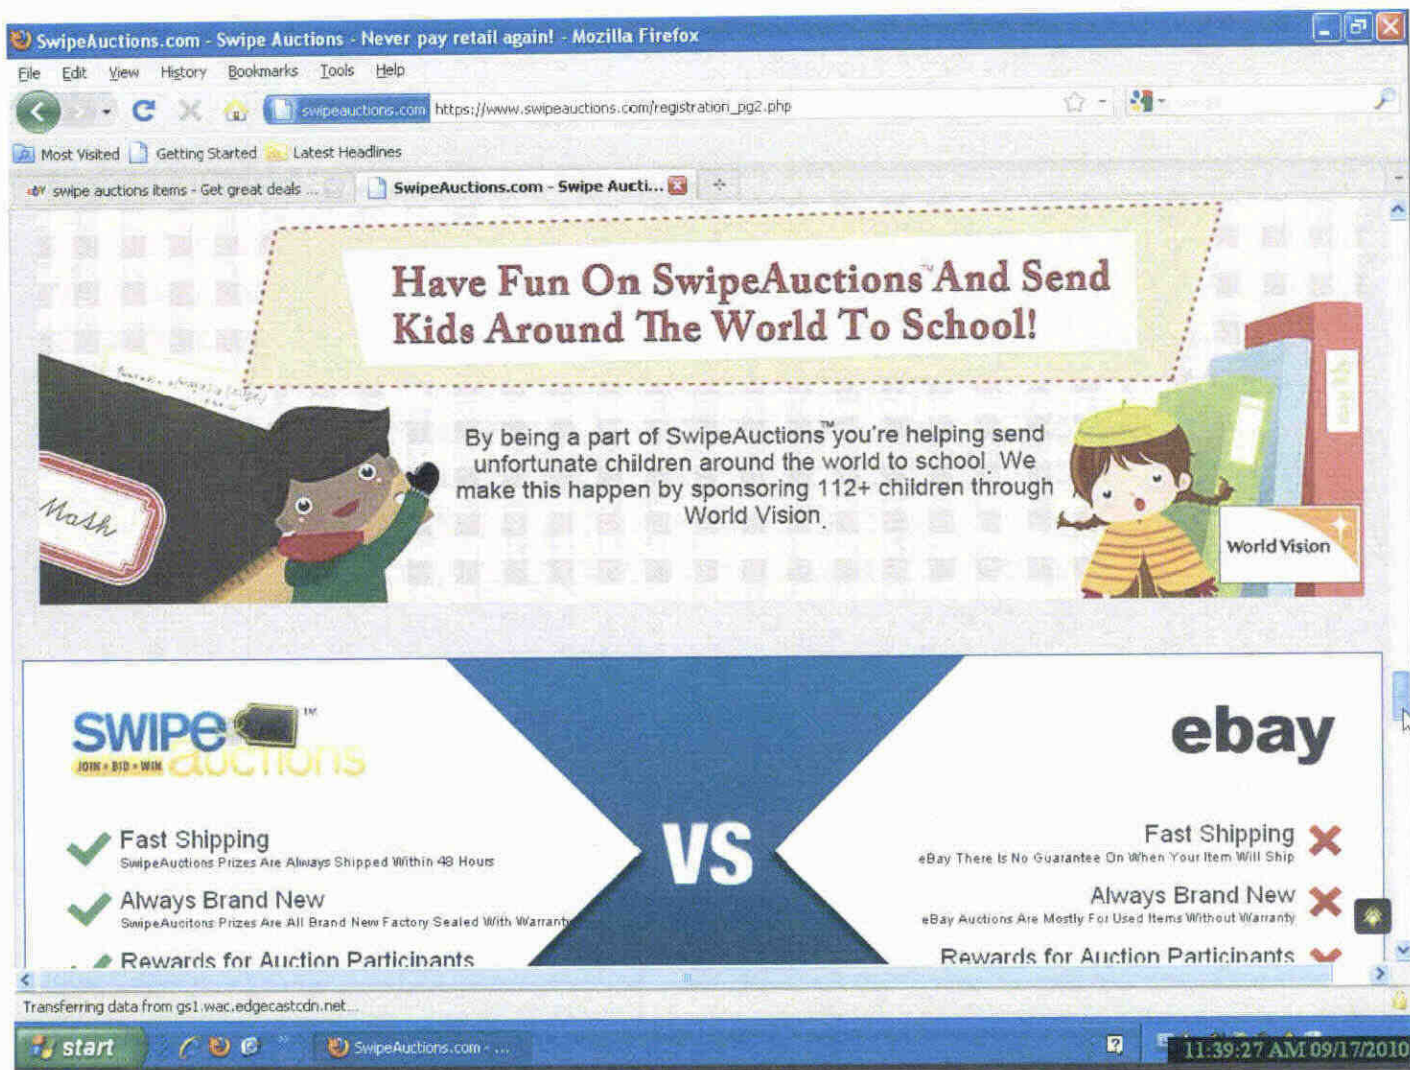 SwipeAuctions.com - Swipe Auctions - Never pay retail again! - Mozilla Firefox
File Edit View History Bookmarks Tools Help
swipeauctions.com https://www.swipeauctions.com/registration_pg2.php
Most Visited Getting Started Latest Headlines
swipe auctions items - Get great deals ... SwipeAuctions.com - Swipe Aucti...
Have Fun On SwipeAuctions™ And Send
Kids Around The World To School!
By being a part of SwipeAuctions™ you're helping send
unfortunate children around the world to school. We
make this happen by sponsoring 112+ children through
World Vision.
Math
World Vision
SWIPE™
auctions
JOIN • BID • WIN
ebay
VS
Fast Shipping
SwipeAuctions Prizes Are Always Shipped Within 48 Hours
Fast Shipping
eBay There Is No Guarantee On When Your Item Will Ship
Always Brand New
SwipeAucitons Prizes Are All Brand New Factory Sealed With Warranty
Always Brand New
eBay Auctions Are Mostly For Used Items Without Warranty
Rewards for Auction Participants
Rewards for Auction Participants
Transferring data from gs1.wac.edgecastcdn.net...
start SwipeAuctions.com - ...
11:39:27 AM 09/17/2010